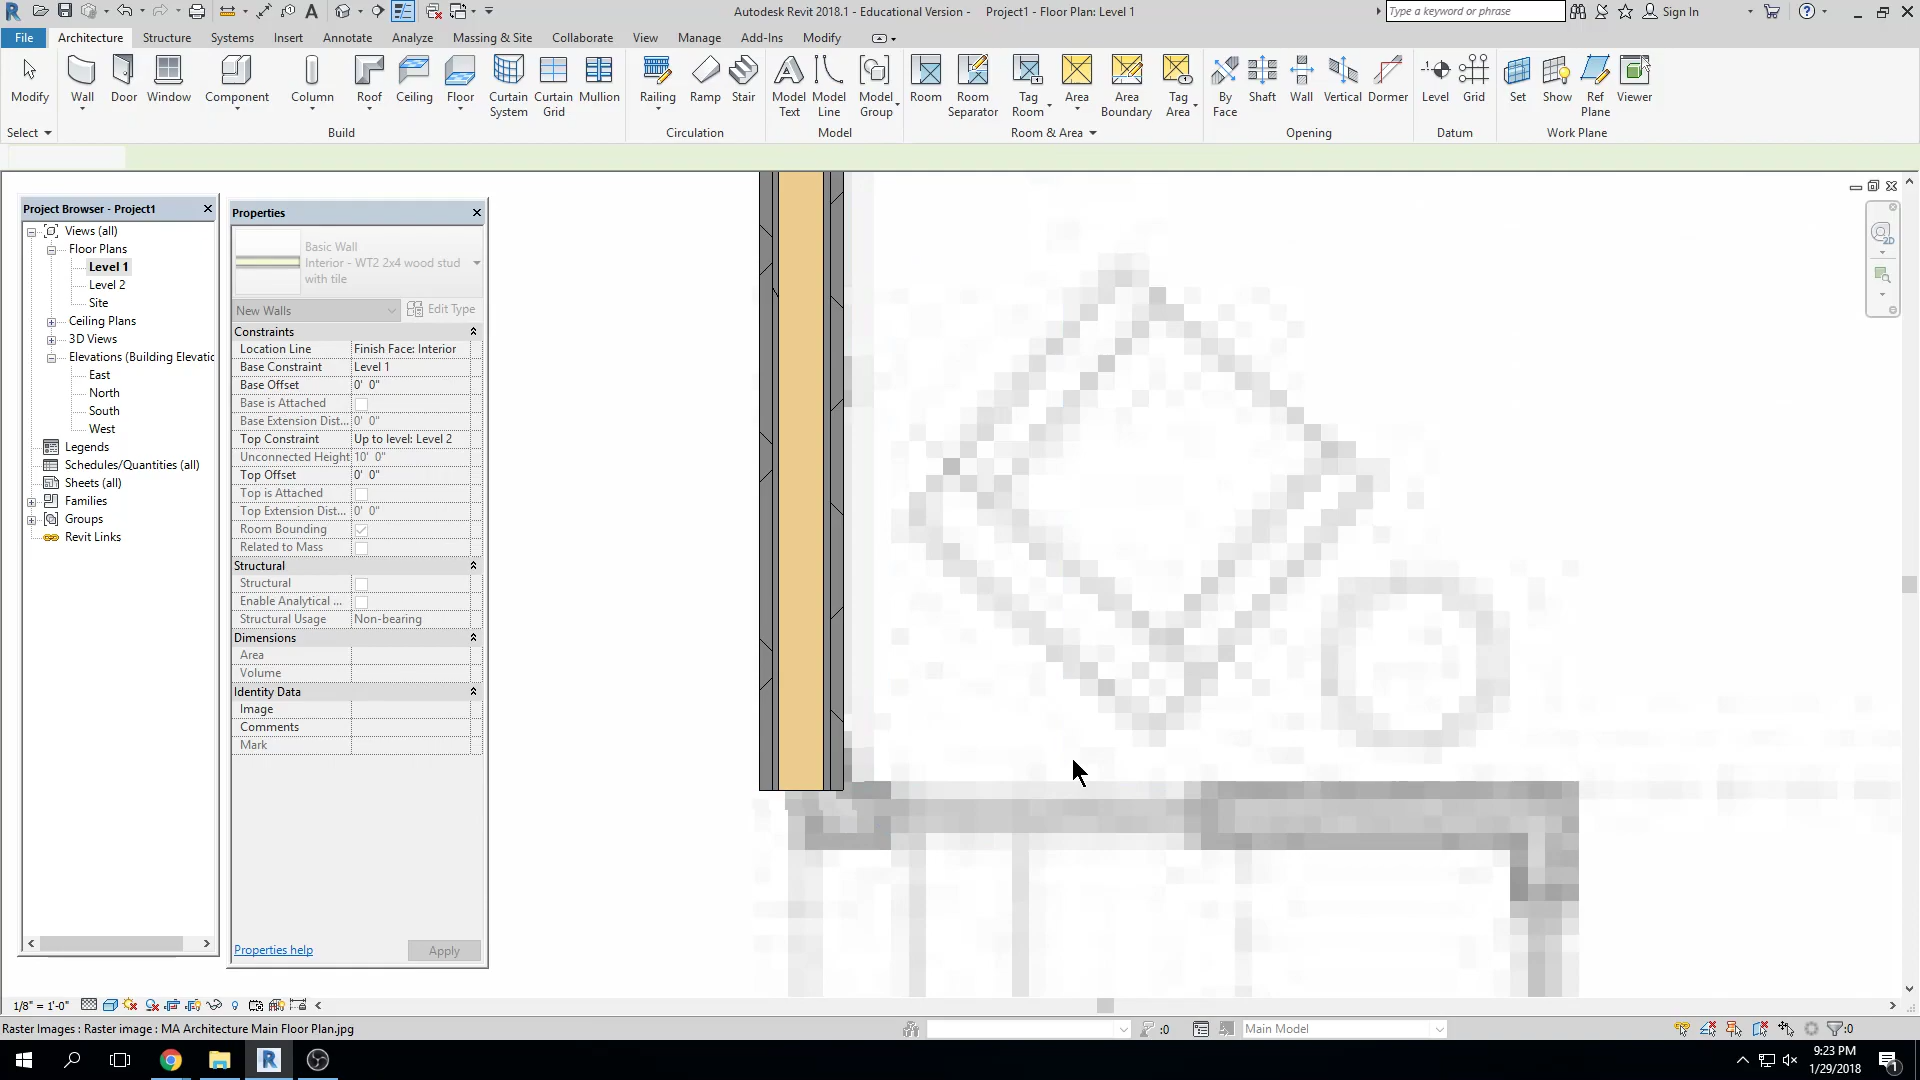 Autodesk Revit 2018.1 - Educational Version - Project1 - Floor Plan: Level 1
Type a keyword or phrase
Sign In
File Architecture Structure Systems Insert Annotate Analyze Massing & Site Collaborate View Manage Add-Ins Modify
Modify Wall Door Window Component Column Roof Ceiling Floor Curtain System Curtain Grid Mullion Railing Ramp Stair Model Text Model Line Model Group Room Room Separator Tag Room Area Area Boundary Tag Area By Face Shaft Wall Vertical Dormer Level Grid Set Show Ref Plane Viewer
Select Build Circulation Model Room & Area Opening Datum Work Plane
Project Browser - Project1
Views (all)
Floor Plans
Level 1
Level 2
Site
Ceiling Plans
3D Views
Elevations (Building Elevatic
East
North
South
West
Legends
Schedules/Quantities (all)
Sheets (all)
Families
Groups
Revit Links
Properties
Basic Wall
Interior - WT2 2x4 wood stud
with tile
New Walls
Edit Type
Constraints
Location Line Finish Face: Interior
Base Constraint Level 1
Base Offset 0' 0"
Base is Attached
Base Extension Dist... 0' 0"
Top Constraint Up to level: Level 2
Unconnected Height 10' 0"
Top Offset 0' 0"
Top is Attached
Top Extension Dist... 0' 0"
Room Bounding
Related to Mass
Structural
Structural
Enable Analytical ...
Structural Usage Non-bearing
Dimensions
Area
Volume
Identity Data
Image
Comments
Mark
Properties help
Apply
2D
1/8" = 1'-0"
Raster Images : Raster image : MA Architecture Main Floor Plan.jpg
:0
Main Model
:0
9:23 PM
1/29/2018
1